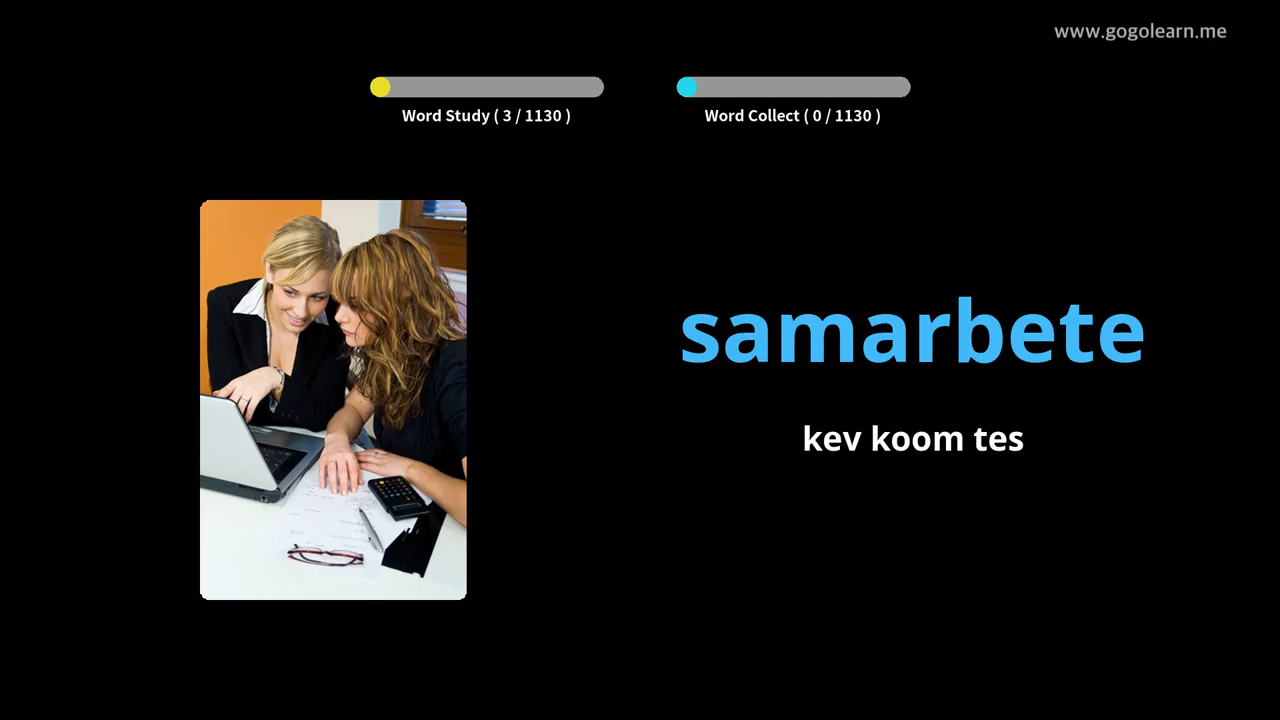 www.gogolearn.me
Word Study ( 3 / 1130 )
Word Collect ( 0 / 1130 )
samarbete
kev koom tes